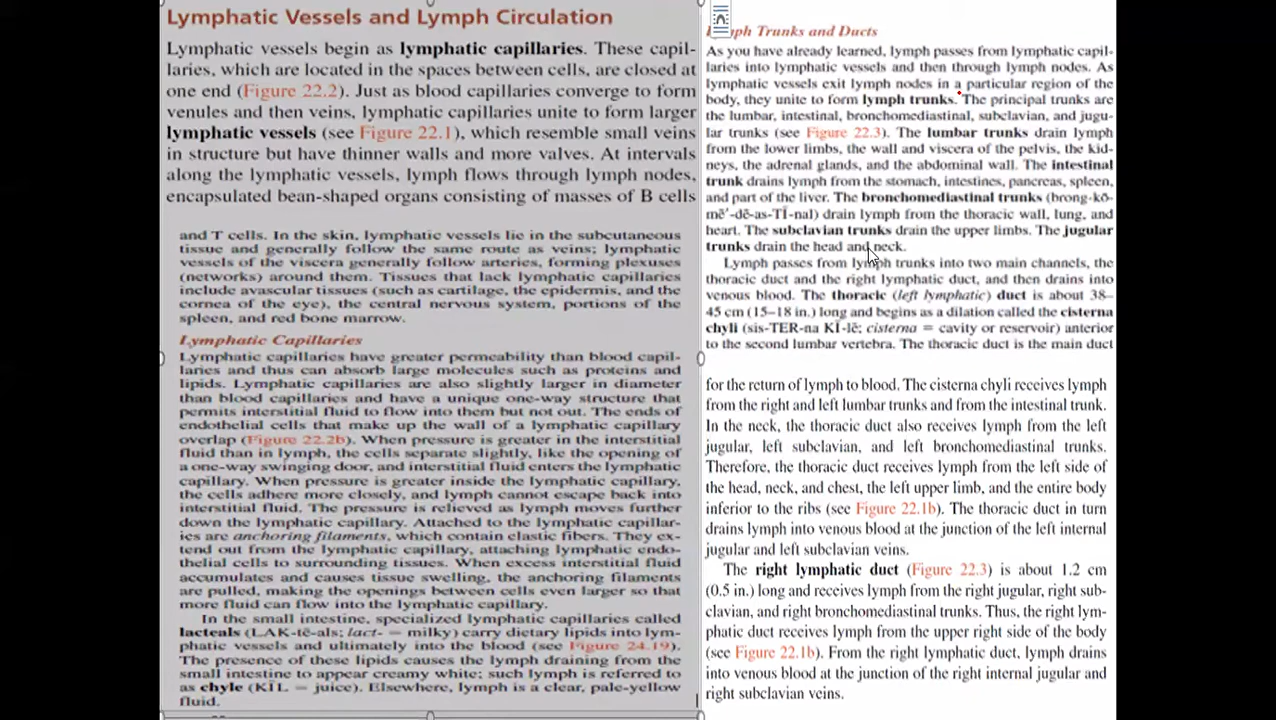 Lymphatic Vessels and Lymph Circulation
Lymphatic vessels begin as lymphatic capillaries. These capil-
laries, which are located in the spaces between cells, are closed at
one end (Figure 22.2). Just as blood capillaries converge to form
venules and then veins, lymphatic capillaries unite to form larger
lymphatic vessels (see Figure 22.1), which resemble small veins
in structure but have thinner walls and more valves. At intervals
along the lymphatic vessels, lymph flows through lymph nodes,
encapsulated bean-shaped organs consisting of masses of B cells
and T cells. In the skin, lymphatic vessels lie in the subcutaneous
tissue and generally follow the same route as veins; lymphatic
vessels of the viscera generally follow arteries, forming plexuses
(networks) around them. Tissues that lack lymphatic capillaries
include avascular tissues (such as cartilage, the epidermis, and the
cornea of the eye), the central nervous system, portions of the
spleen, and red bone marrow.
Lymphatic Capillaries
Lymphatic capillaries have greater permeability than blood capil-
laries and thus can absorb large molecules such as proteins and
lipids. Lymphatic capillaries are also slightly larger in diameter
than blood capillaries and have a unique one-way structure that
permits interstitial fluid to flow into them but not out. The ends of
endothelial cells that make up the wall of a lymphatic capillary
overlap (Figure 22.2b). When pressure is greater in the interstitial
fluid than in lymph, the cells separate slightly, like the opening of
a one-way swinging door, and interstitial fluid enters the lymphatic
capillary. When pressure is greater inside the lymphatic capillary,
the cells adhere more closely, and lymph cannot escape back into
interstitial fluid. The pressure is relieved as lymph moves further
down the lymphatic capillary. Attached to the lymphatic capillar-
ies are anchoring filaments, which contain elastic fibers. They ex-
tend out from the lymphatic capillary, attaching lymphatic endo-
thelial cells to surrounding tissues. When excess interstitial fluid
accumulates and causes tissue swelling, the anchoring filaments
are pulled, making the openings between cells even larger so that
more fluid can flow into the lymphatic capillary.
In the small intestine, specialized lymphatic capillaries called
lacteals (LAK-tē-als; lact- = milky) carry dietary lipids into lym-
phatic vessels and ultimately into the blood (see Figure 24.19).
The presence of these lipids causes the lymph draining from the
small intestine to appear creamy white; such lymph is referred to
as chyle (KĪL = juice). Elsewhere, lymph is a clear, pale-yellow
fluid.
Trunks and Ducts
As you have already learned, lymph passes from lymphatic capil-
laries into lymphatic vessels and then through lymph nodes. As
lymphatic vessels exit lymph nodes in a particular region of the
body, they unite to form lymph trunks. The principal trunks are
the lumbar, intestinal, bronchomediastinal, subclavian, and jugu-
lar trunks (see Figure 22.3). The lumbar trunks drain lymph
from the lower limbs, the wall and viscera of the pelvis, the kid-
neys, the adrenal glands, and the abdominal wall. The intestinal
trunk drains lymph from the stomach, intestines, pancreas, spleen,
and part of the liver. The bronchomediastinal trunks (brong-kō-
mē′-dē-as-TĪ-nal) drain lymph from the thoracic wall, lung, and
heart. The subclavian trunks drain the upper limbs. The jugular
trunks drain the head and neck.
Lymph passes from lymph trunks into two main channels, the
thoracic duct and the right lymphatic duct, and then drains into
venous blood. The thoracic (left lymphatic) duct is about 38–
45 cm (15–18 in.) long and begins as a dilation called the cisterna
chyli (sis-TER-na KĪ-lē; cisterna = cavity or reservoir) anterior
to the second lumbar vertebra. The thoracic duct is the main duct
for the return of lymph to blood. The cisterna chyli receives lymph
from the right and left lumbar trunks and from the intestinal trunk.
In the neck, the thoracic duct also receives lymph from the left
jugular, left subclavian, and left bronchomediastinal trunks.
Therefore, the thoracic duct receives lymph from the left side of
the head, neck, and chest, the left upper limb, and the entire body
inferior to the ribs (see Figure 22.1b). The thoracic duct in turn
drains lymph into venous blood at the junction of the left internal
jugular and left subclavian veins.
The right lymphatic duct (Figure 22.3) is about 1.2 cm
(0.5 in.) long and receives lymph from the right jugular, right sub-
clavian, and right bronchomediastinal trunks. Thus, the right lym-
phatic duct receives lymph from the upper right side of the body
(see Figure 22.1b). From the right lymphatic duct, lymph drains
into venous blood at the junction of the right internal jugular and
right subclavian veins.